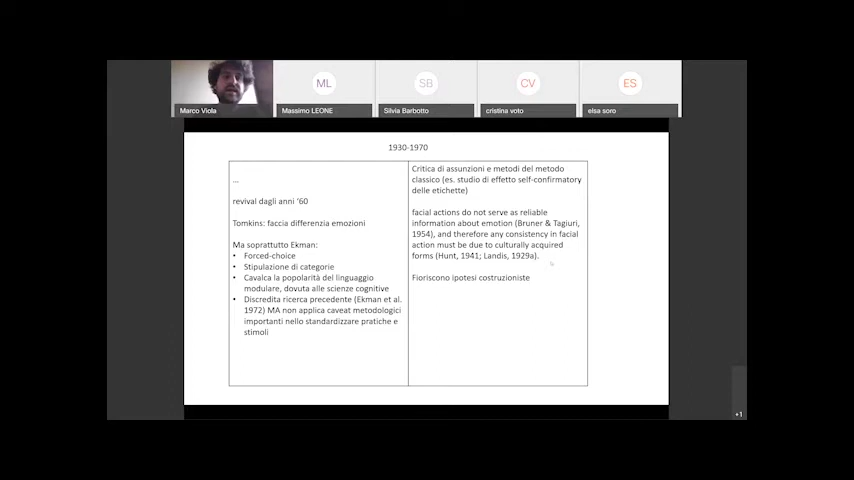 ML
SB
CV
ES
Marco Viola
Massimo LEONE
Silvia Barbotto
cristina voto
elsa soro
1930-1970
...
revival dagli anni '60
Tomkins: faccia differenzia emozioni
Ma soprattutto Ekman:
• Forced-choice
• Stipulazione di categorie
• Cavalca la popolarità del linguaggio
modulare, dovuta alle scienze cognitive
• Discredita ricerca precedente (Ekman et al.
1972) MA non applica caveat metodologici
importanti nello standardizzare pratiche e
stimoli
Critica di assunzioni e metodi del metodo
classico (es. studio di effetto self-confirmatory
delle etichette)
facial actions do not serve as reliable
information about emotion (Bruner & Tagiuri,
1954), and therefore any consistency in facial
action must be due to culturally acquired
forms (Hunt, 1941; Landis, 1929a).
Fioriscono ipotesi costruzioniste
+1